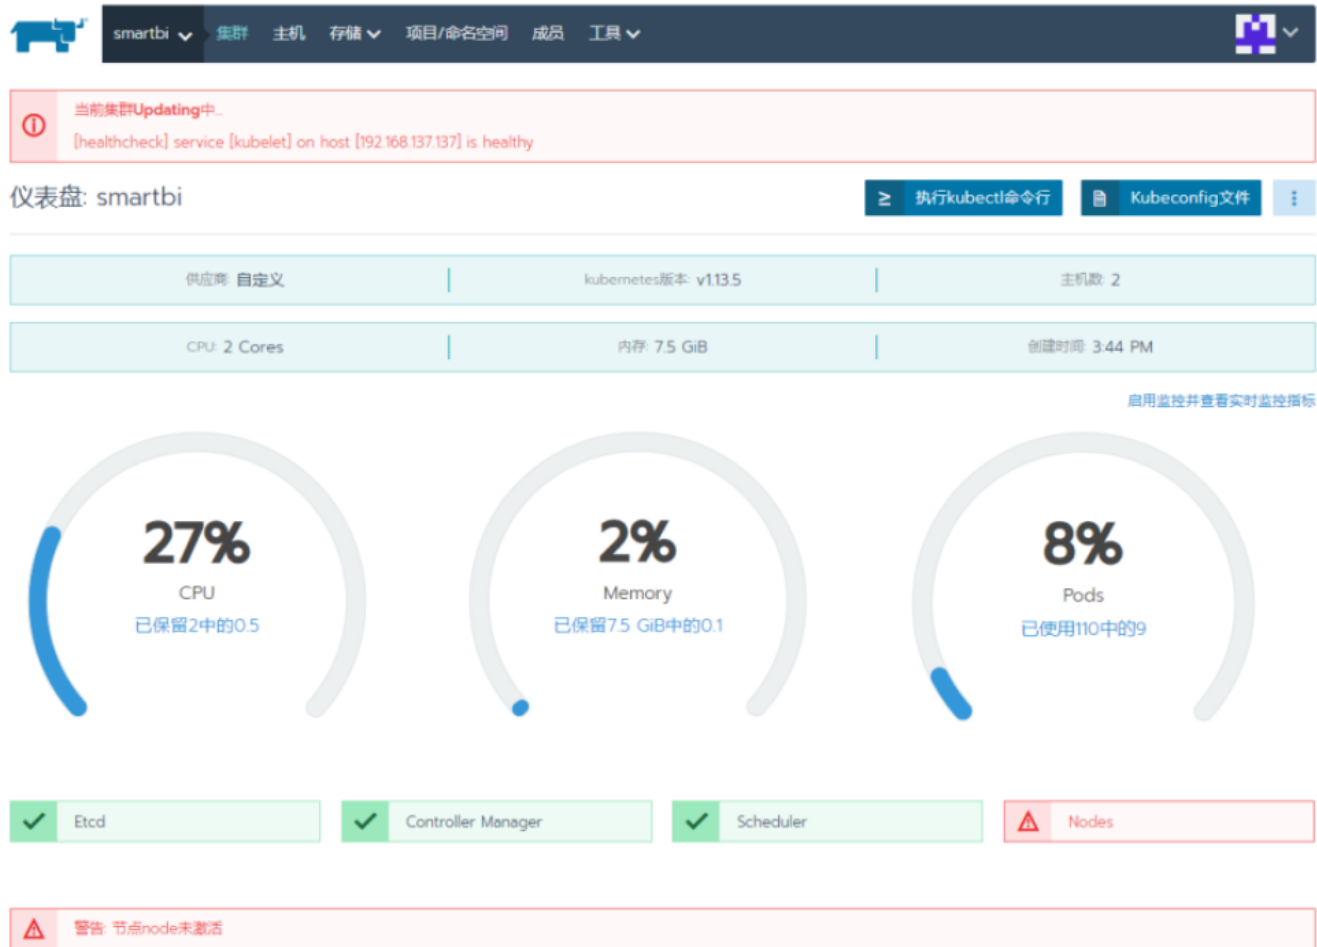 smartbi 集群 主机 存储 项目/命名空间 成员 工具
当前集群Updating中...
[healthcheck] service [kubelet] on host [192.168.137.137] is healthy
仪表盘: smartbi
执行kubectl命令行 Kubeconfig文件
供应商: 自定义 kubernetes版本: v1.13.5 主机数: 2
CPU: 2 Cores 内存: 7.5 GiB 创建时间: 3:44 PM
启用监控并查看实时监控指标
27% 2% 8%
CPU Memory Pods
已保留2中的0.5 已保留7.5 GiB中的0.1 已使用110中的9
Etcd Controller Manager Scheduler Nodes
警告: 节点node未激活